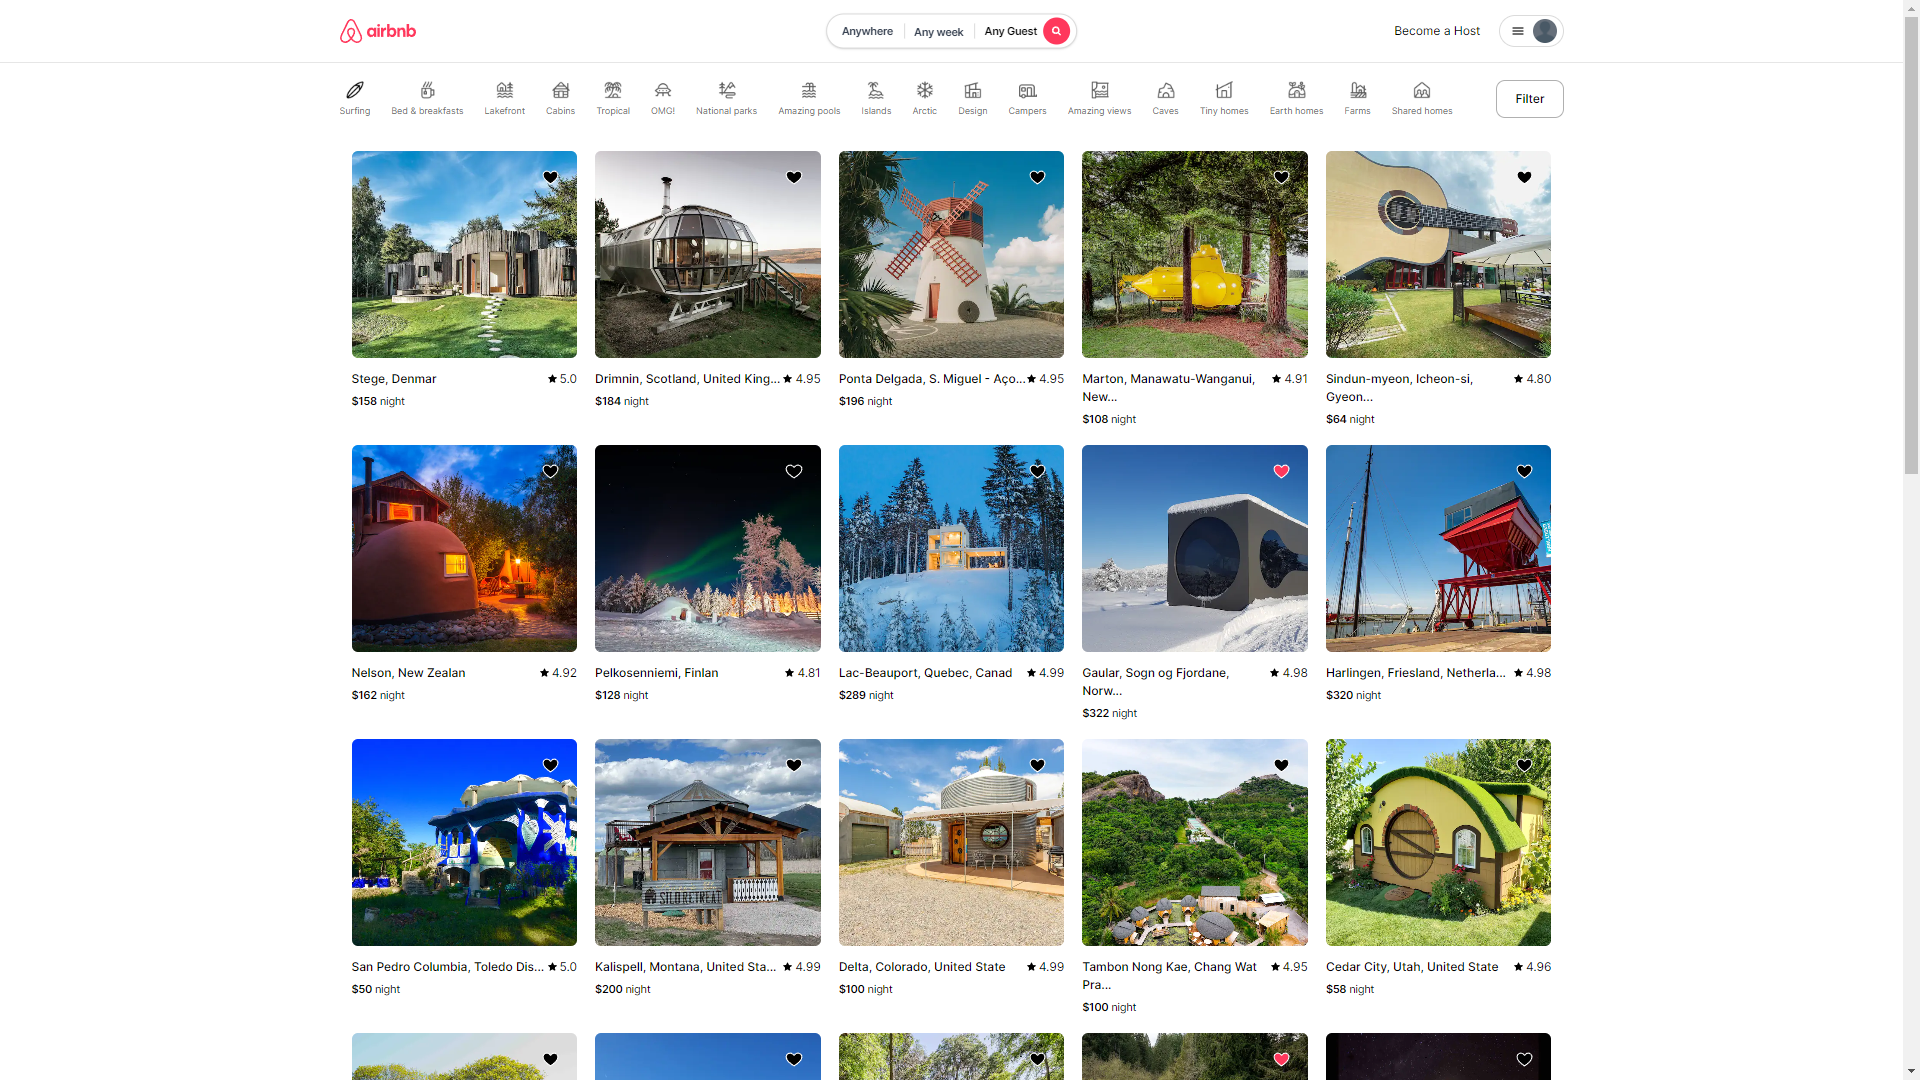 airbnb
Anywhere
Any week
Any Guest
Become a Host
Surfing
Bed & breakfasts
Lakefront
Cabins
Tropical
OMG!
National parks
Amazing pools
Islands
Arctic
Design
Campers
Amazing views
Caves
Tiny homes
Earth homes
Farms
Shared homes
Filter
Stege, Denmar
5.0
$158 night
Drimnin, Scotland, United King...
4.95
$184 night
Ponta Delgada, S. Miguel - Aço...
4.95
$196 night
Marton, Manawatu-Wanganui,
New...
4.91
$108 night
Sindun-myeon, Icheon-si,
Gyeon...
4.80
$64 night
Nelson, New Zealan
4.92
$162 night
Pelkosenniemi, Finlan
4.81
$128 night
Lac-Beauport, Quebec, Canad
4.99
$289 night
Gaular, Sogn og Fjordane,
Norw...
4.98
$322 night
Harlingen, Friesland, Netherla...
4.98
$320 night
SILO RETREAT
San Pedro Columbia, Toledo Dis...
5.0
$50 night
Kalispell, Montana, United Sta...
4.99
$200 night
Delta, Colorado, United State
4.99
$100 night
Tambon Nong Kae, Chang Wat
Pra...
4.95
$100 night
Cedar City, Utah, United State
4.96
$58 night